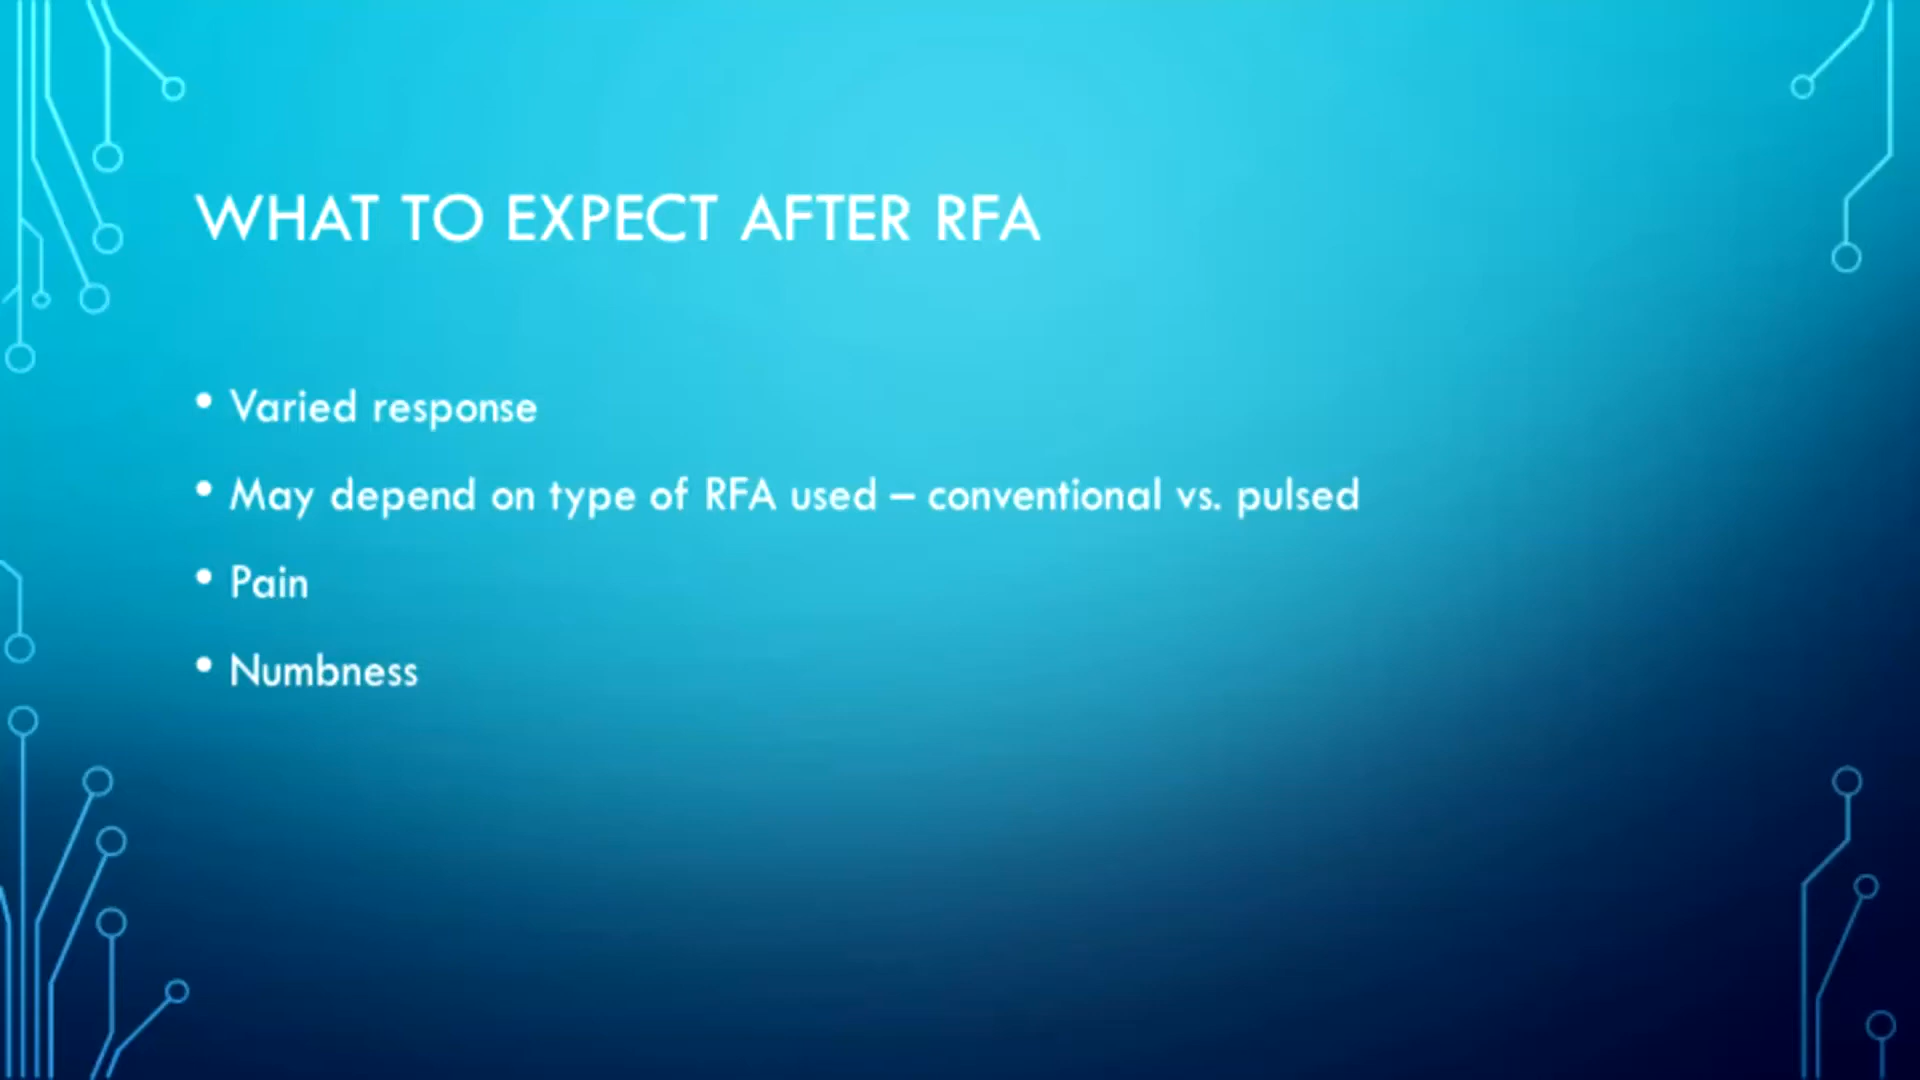 WHAT TO EXPECT AFTER RFA
• Varied response
• May depend on type of RFA used – conventional vs. pulsed
• Pain
• Numbness